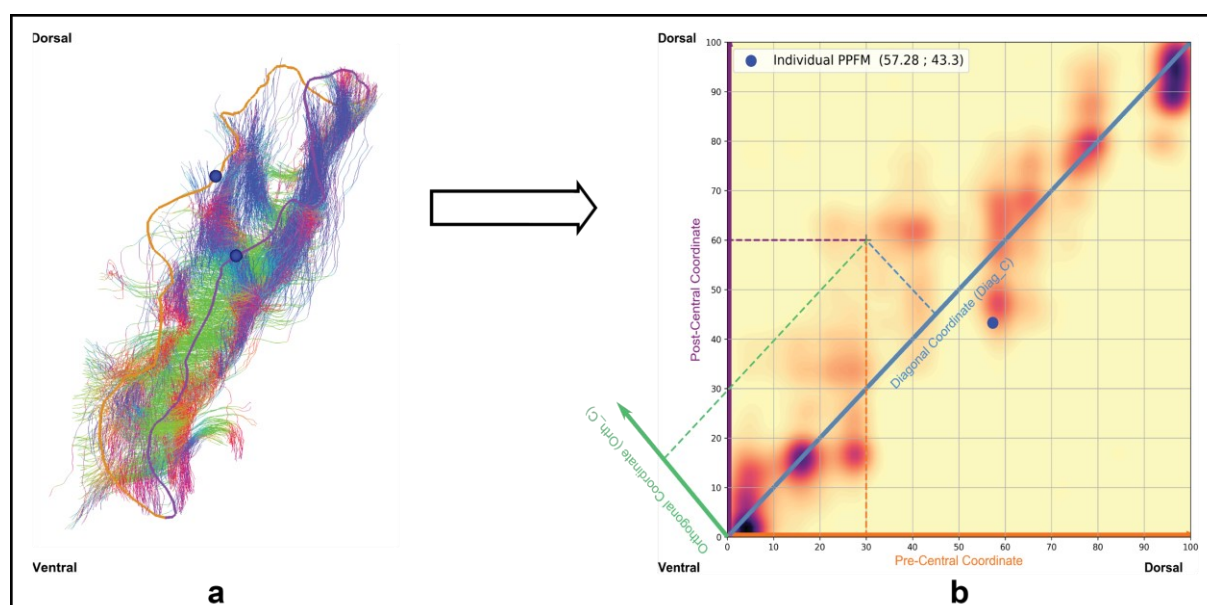 Dorsal
Ventral
a
Dorsal
Individual PPFM (57.28 ; 43.3)
100
90
80
70
60
50
40
30
20
10
0
Post-Central Coordinate
Diagonal Coordinate (Diag_C)
Orthogonal Coordinate (Orth_C)
0 10 20 30 40 50 60 70 80 90 100
Pre-Central Coordinate
Ventral
Dorsal
b